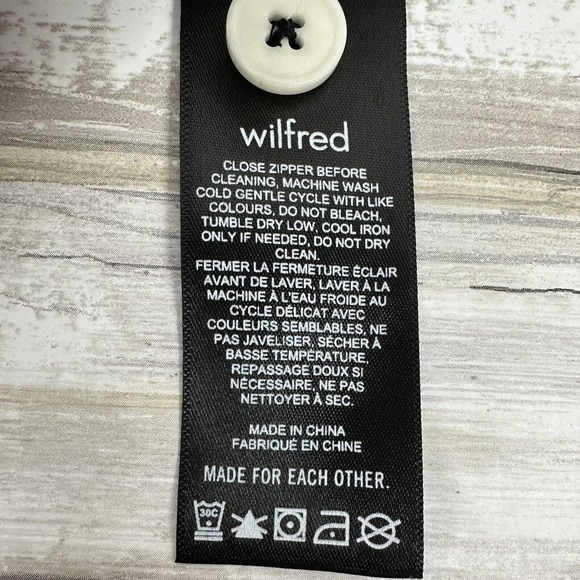 wilfred
CLOSE ZIPPER BEFORE
CLEANING, MACHINE WASH
COLD GENTLE CYCLE WITH LIKE
COLOURS, DO NOT BLEACH,
TUMBLE DRY LOW, COOL IRON
ONLY IF NEEDED, DO NOT DRY
CLEAN.
FERMER LA FERMETURE ÉCLAIR
AVANT DE LAVER, LAVER À LA
MACHINE À L'EAU FROIDE AU
CYCLE DÉLICAT AVEC
COULEURS SEMBLABLES, NE
PAS JAVELISER, SÉCHER À
BASSE TEMPÉRATURE,
REPASSAGE DOUX SI
NÉCESSAIRE, NE PAS
NETTOYER À SEC.
MADE IN CHINA
FABRIQUÉ EN CHINE
MADE FOR EACH OTHER.
30C